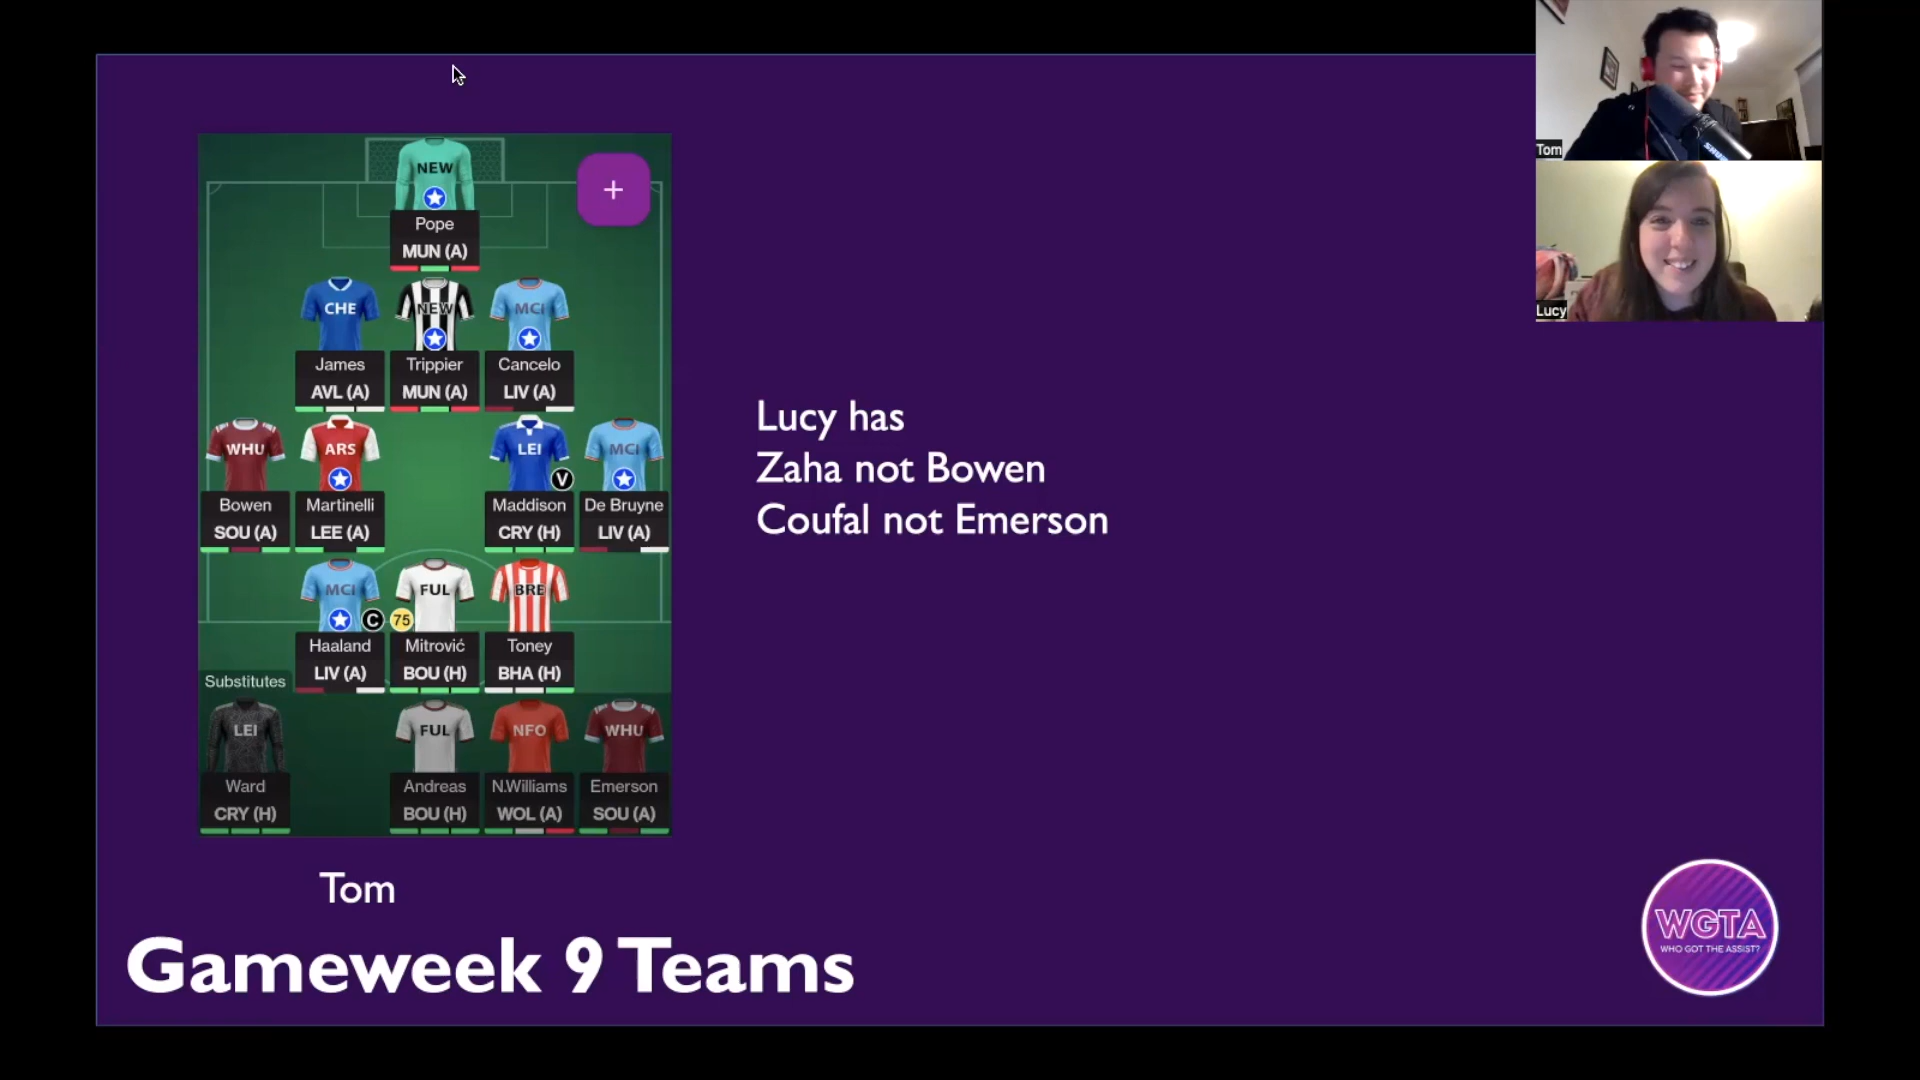 NEW
Pope
MUN (A)
+
CHE
NEW
MCI
James
Trippier
Cancelo
AVL (A)
MUN (A)
LIV (A)
WHU
ARS
LEI
MCI
V
Bowen
Martinelli
Maddison
De Bruyne
SOU (A)
LEE (A)
CRY (H)
LIV (A)
MCI
FUL
BRE
C
75
Haaland
Mitrović
Toney
LIV (A)
BOU (H)
BHA (H)
Substitutes
LEI
FUL
NFO
WHU
Ward
Andreas
N.Williams
Emerson
CRY (H)
BOU (H)
WOL (A)
SOU (A)
Lucy has
Zaha not Bowen
Coufal not Emerson
Tom
Gameweek 9 Teams
Tom
SHURE
Lucy
WGTA
WHO GOT THE ASSIST?